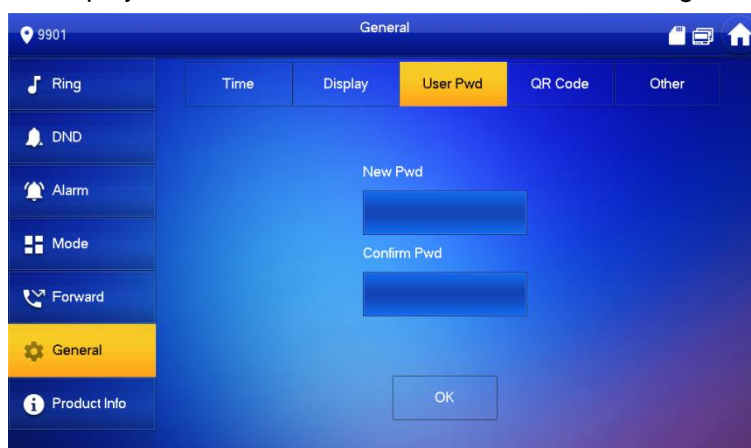 9901
General
Ring
DND
Alarm
Mode
Forward
General
Product Info
Time
Display
User Pwd
QR Code
Other
New Pwd
Confirm Pwd
OK